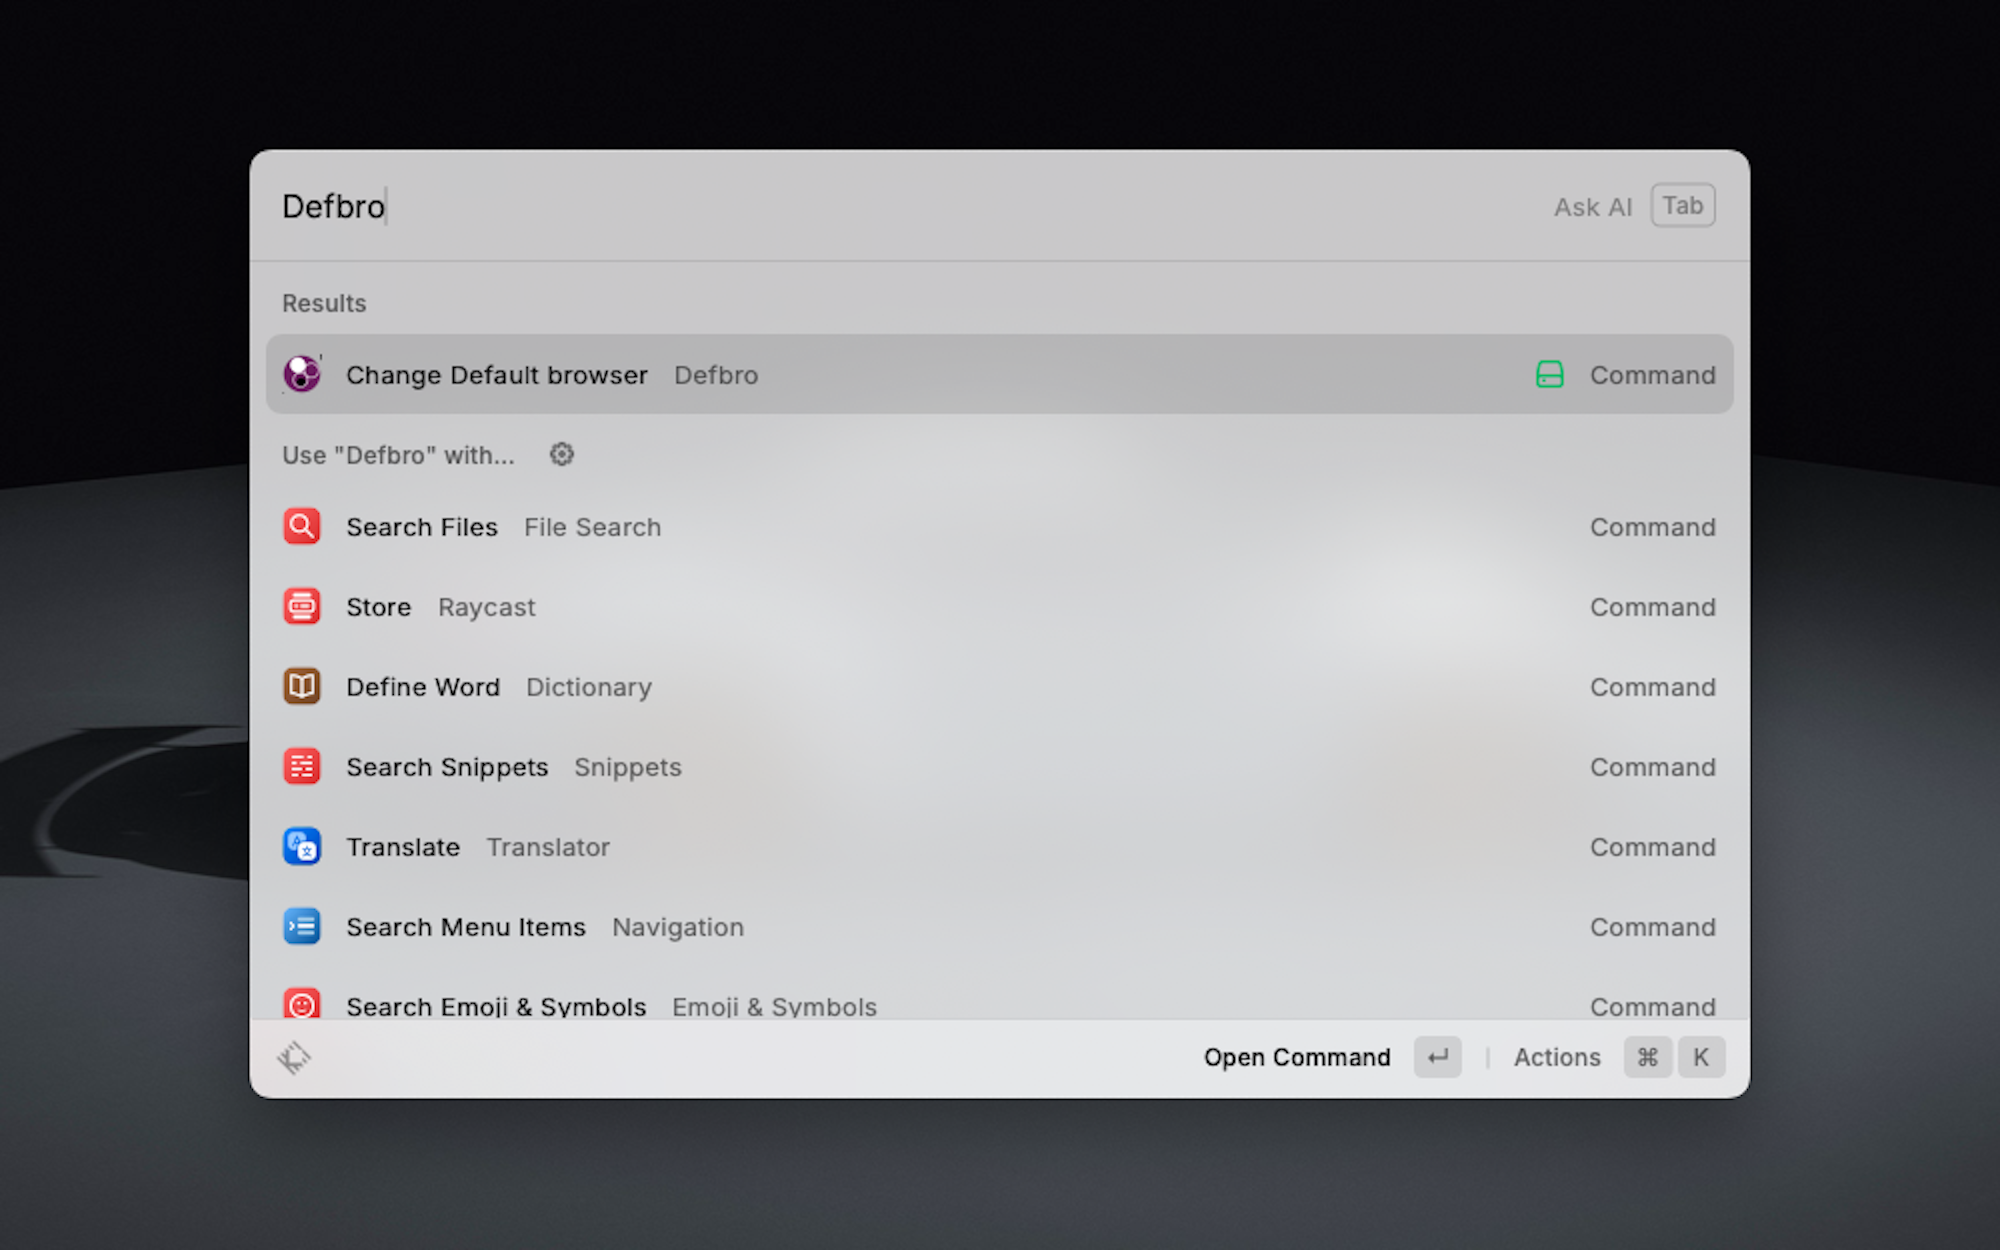 Defbro Ask AI Tab
Results
Change Default browser Defbro Command
Use "Defbro" with...
Search Files File Search Command
Store Raycast Command
Define Word Dictionary Command
Search Snippets Snippets Command
Translate Translator Command
Search Menu Items Navigation Command
Search Emoji & Symbols Emoji & Symbols Command
Open Command ↵ | Actions ⌘ K